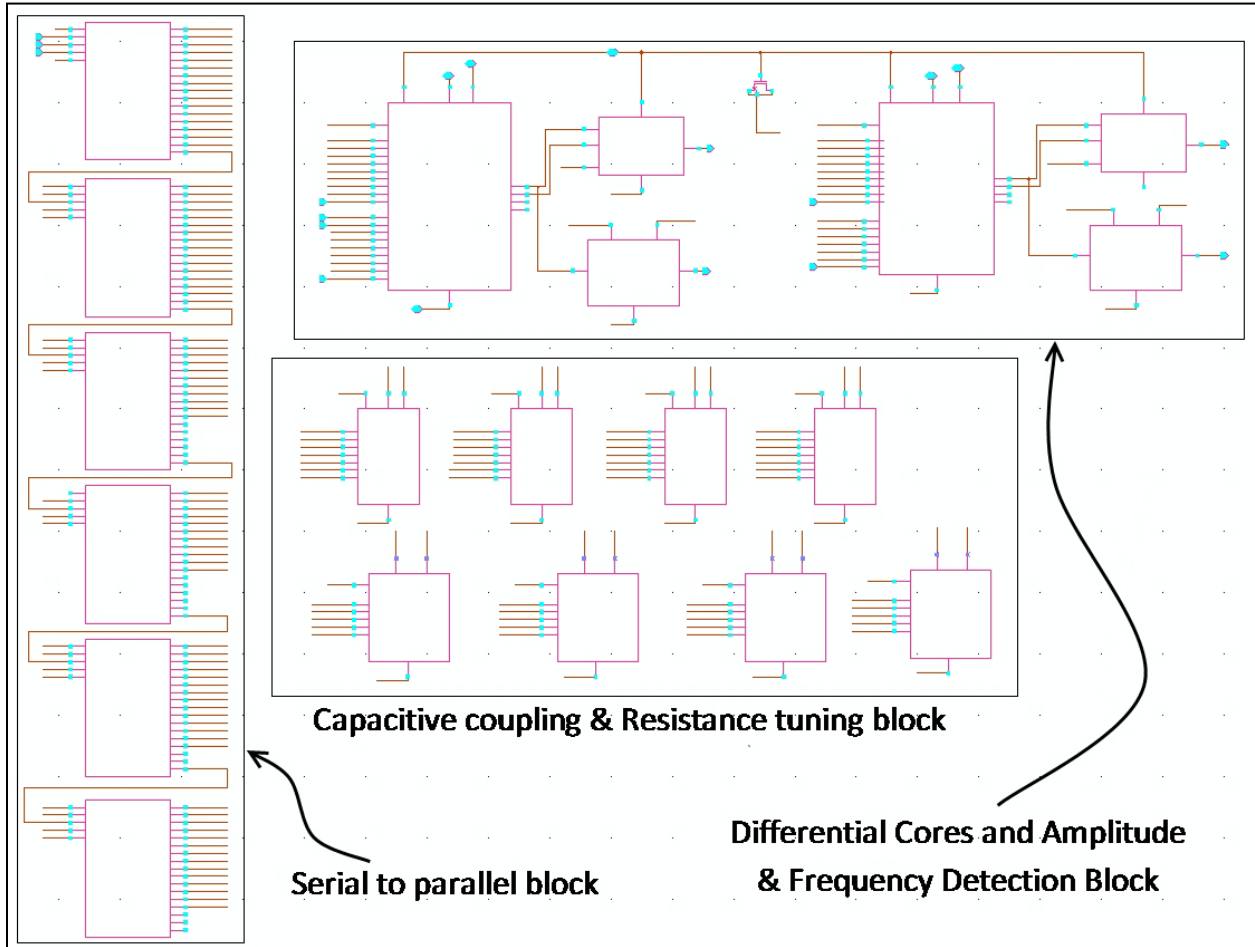 Capacitive coupling & Resistance tuning block
Serial to parallel block
Differential Cores and Amplitude
& Frequency Detection Block